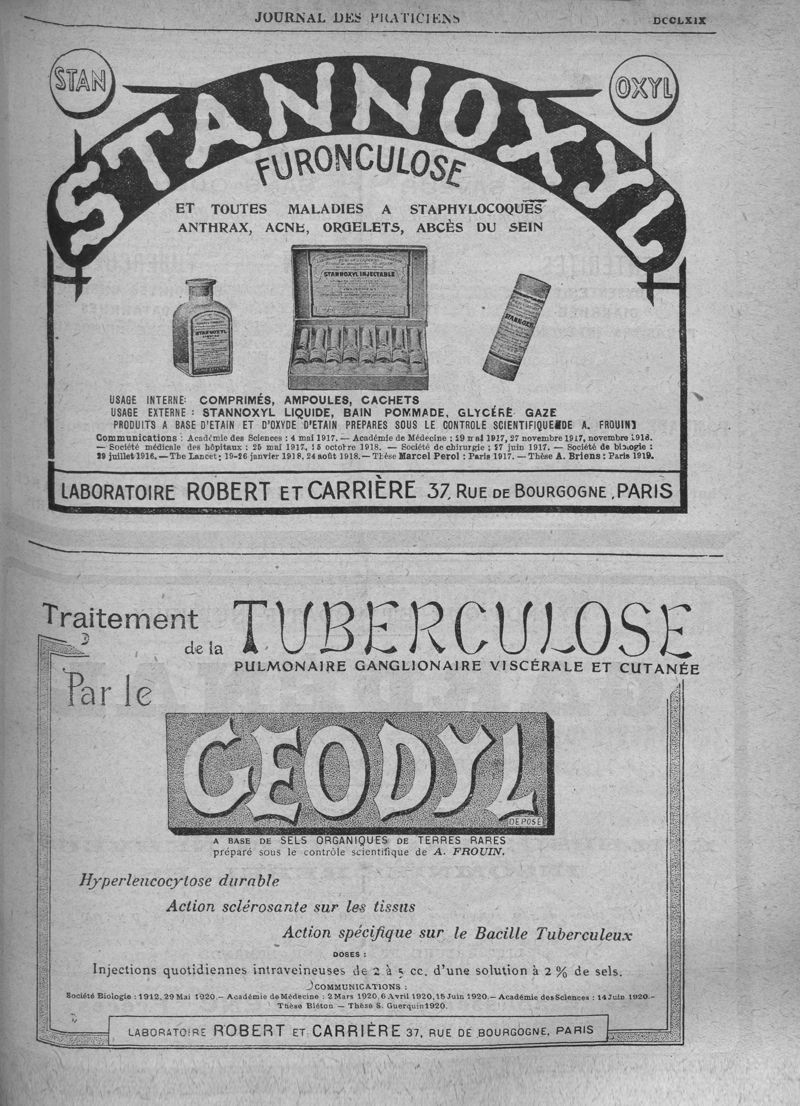 JOURNAL DES PRATICIENS
DCCLXIX
STAN
OXYL
STANNOXYL
FURONCULOSE
ET TOUTES MALADIES A STAPHYLOCOQUES
ANTHRAX, ACNE, ORGELETS, ABCÈS DU SEIN
STANNOXYL INJECTABLE
STANNOXYL
STANNOXYL
USAGE INTERNE: COMPRIMÉS, AMPOULES, CACHETS
USAGE EXTERNE : STANNOXYL LIQUIDE, BAIN POMMADE, GLYCÉRÉ GAZE
PRODUITS A BASE D'ETAIN ET D'OXYDE D'ETAIN PREPARES SOUS LE CONTROLE SCIENTIFIQUE DE A. FROUIN
Communications : Académie des Sciences : 4 mai 1917. — Académie de Médecine : 29 mai 1917, 27 novembre 1917, novembre 1918.
— Société médicale des hôpitaux : 25 mai 1917, 15 octobre 1918. — Société de chirurgie ; 27 juin 1917. — Société de biologie :
29 juillet 1916. — The Lancet ; 19-26 janvier 1918, 24 août 1918. — Thèse Marcel Perol : Paris 1917. — Thèse A. Briens : Paris 1919.
LABORATOIRE ROBERT ET CARRIÈRE 37, RUE DE BOURGOGNE, PARIS
Traitement
de la TUBERCULOSE
PULMONAIRE GANGLIONAIRE VISCÉRALE ET CUTANÉE
Par le
GEODYL
DÉPOSÉ
A BASE DE SELS ORGANIQUES DE TERRES RARES
préparé sous le contrôle scientifique de A. FROUIN.
Hyperleucocytose durable
Action sclérosante sur les tissus
Action spécifique sur le Bacille Tuberculeux
DOSES :
Injections quotidiennes intraveineuses de 2 à 5 cc. d'une solution à 2 % de sels.
COMMUNICATIONS :
Société Biologie : 1912, 29 Mai 1920. — Académie de Médecine : 2 Mars 1920, 6 Avril 1920, 15 Juin 1920. — Académie des Sciences : 14 Juin 1920. —
Thèse Biéton — Thèse S. Guerquin 1920.
LABORATOIRE ROBERT ET CARRIÈRE 37, RUE DE BOURGOGNE, PARIS